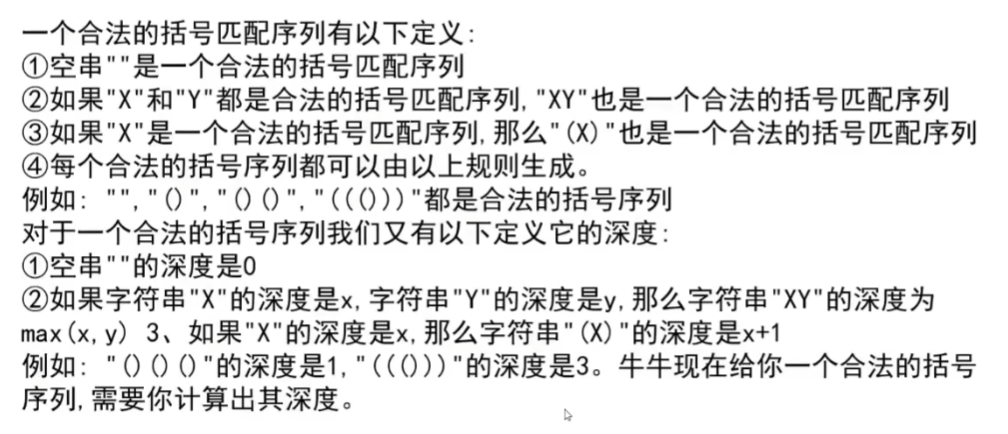 一个合法的括号匹配序列有以下定义:
①空串""是一个合法的括号匹配序列
②如果"X"和"Y"都是合法的括号匹配序列,"XY"也是一个合法的括号匹配序列
③如果"X"是一个合法的括号匹配序列,那么"(X)"也是一个合法的括号匹配序列
④每个合法的括号序列都可以由以上规则生成。
例如: "","()","()()","((()))"都是合法的括号序列
对于一个合法的括号序列我们又有以下定义它的深度:
①空串""的深度是0
②如果字符串"X"的深度是x,字符串"Y"的深度是y,那么字符串"XY"的深度为
max(x,y) 3、如果"X"的深度是x,那么字符串"(X)"的深度是x+1
例如: "()()()"的深度是1,"((()))"的深度是3。牛牛现在给你一个合法的括号
序列,需要你计算出其深度。